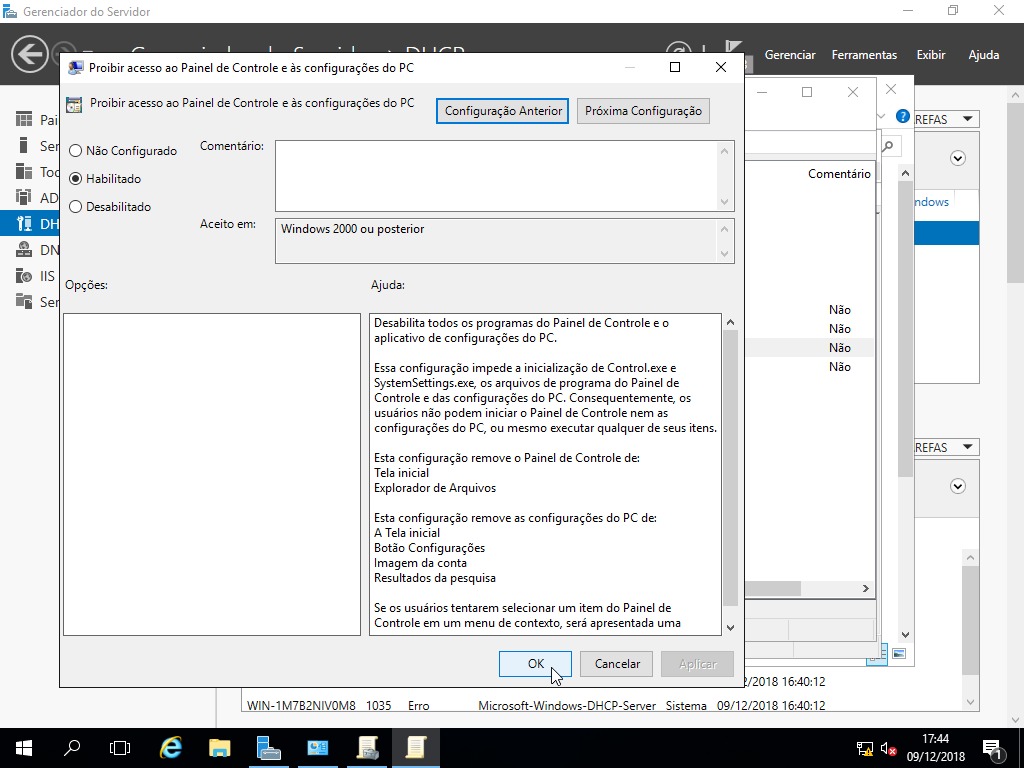 Gerenciador do Servidor
Gerenciar
Ferramentas
Exibir
Ajuda
Proibir acesso ao Painel de Controle e às configurações do PC
Proibir acesso ao Painel de Controle e às configurações do PC
Configuração Anterior
Próxima Configuração
Não Configurado
Comentário:
Habilitado
Desabilitado
Aceito em:
Windows 2000 ou posterior
Opções:
Ajuda:
Desabilita todos os programas do Painel de Controle e o
aplicativo de configurações do PC.
Essa configuração impede a inicialização de Control.exe e
SystemSettings.exe, os arquivos de programa do Painel de
Controle e das configurações do PC. Consequentemente, os
usuários não podem iniciar o Painel de Controle nem as
configurações do PC, ou mesmo executar qualquer de seus itens.
Esta configuração remove o Painel de Controle de:
Tela inicial
Explorador de Arquivos
Esta configuração remove as configurações do PC de:
A Tela inicial
Botão Configurações
Imagem da conta
Resultados da pesquisa
Se os usuários tentarem selecionar um item do Painel de
Controle em um menu de contexto, será apresentada uma
OK
Cancelar
Aplicar
Pai
Ser
Too
AD
DH
DN
IIS
Ser
Comentário
Não
Não
Não
Não
REFAS
ndows
REFAS
/2018 16:40:12
WIN-1M7B2NIV0M8 1035 Erro Microsoft-Windows-DHCP-Server Sistema 09/12/2018 16:40:12
17:44
09/12/2018
1